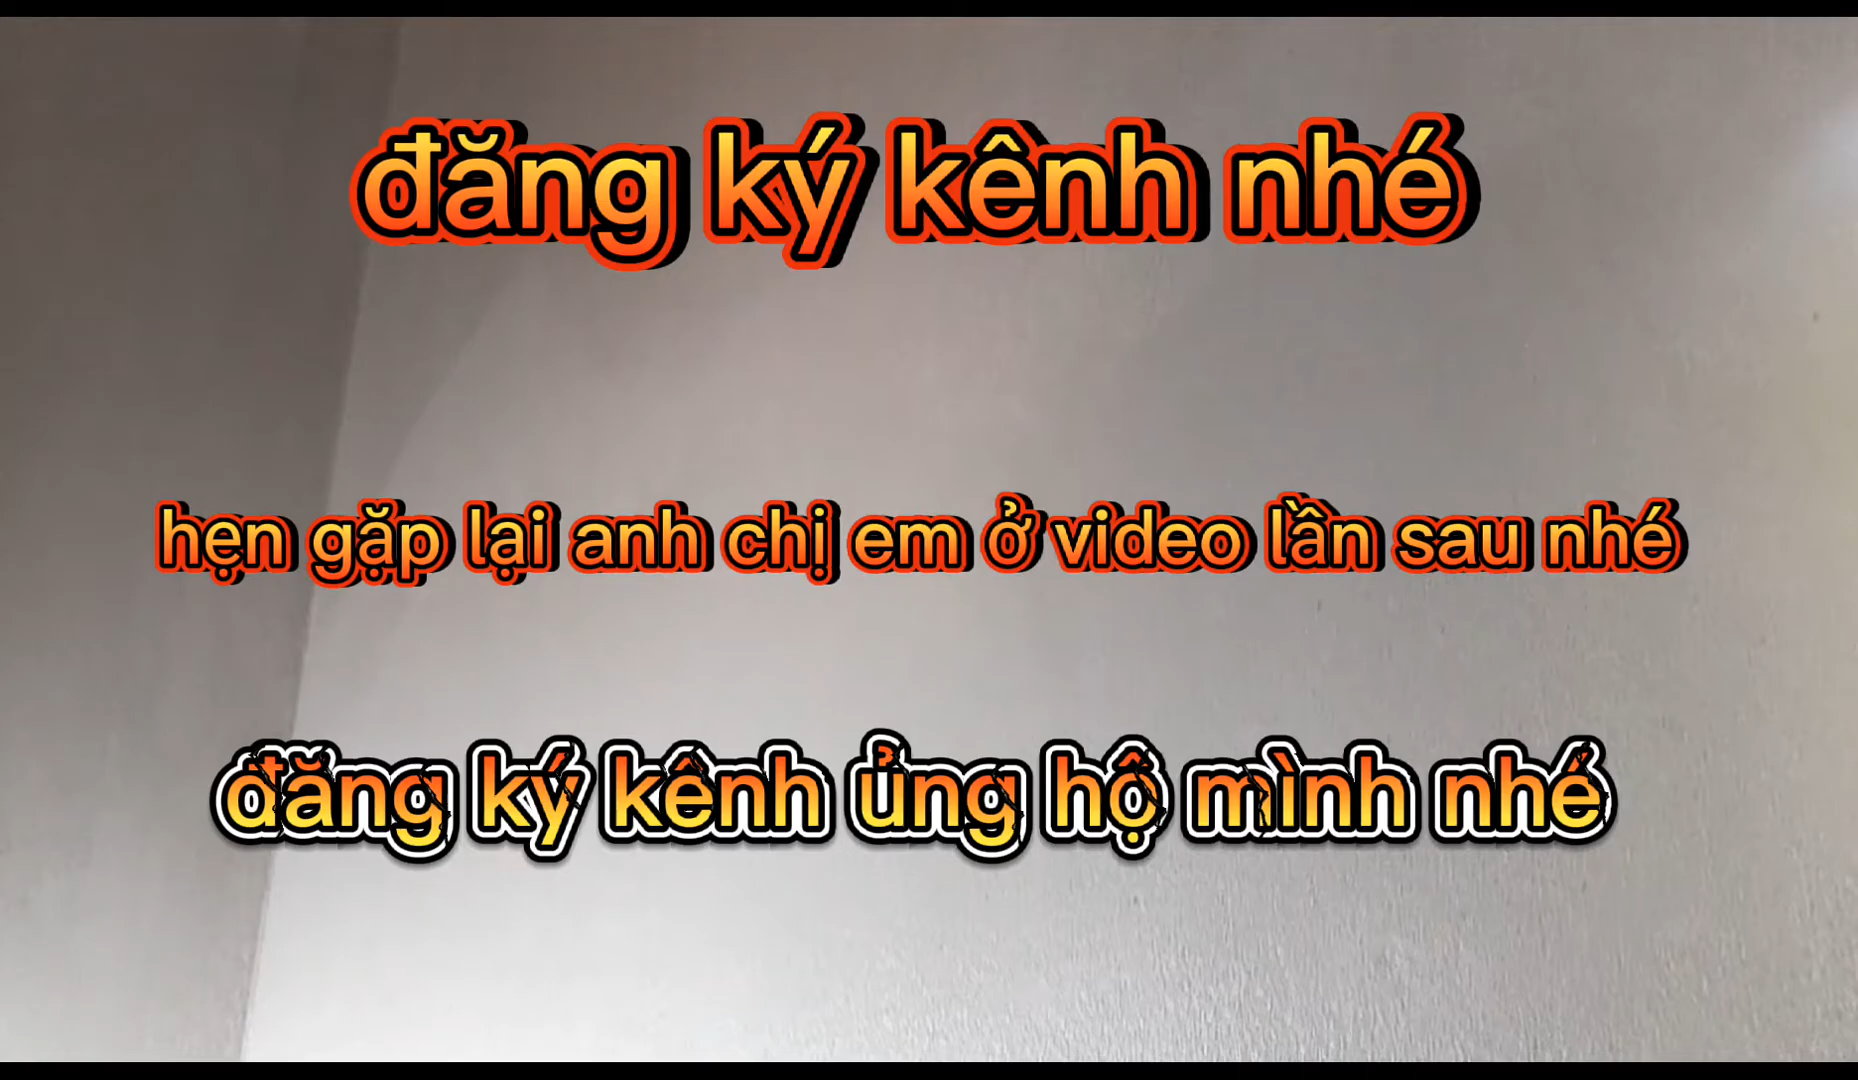 đăng ký kênh nhé
hẹn gặp lại anh chị em ở video lần sau nhé
đăng ký kênh ủng hộ mình nhé